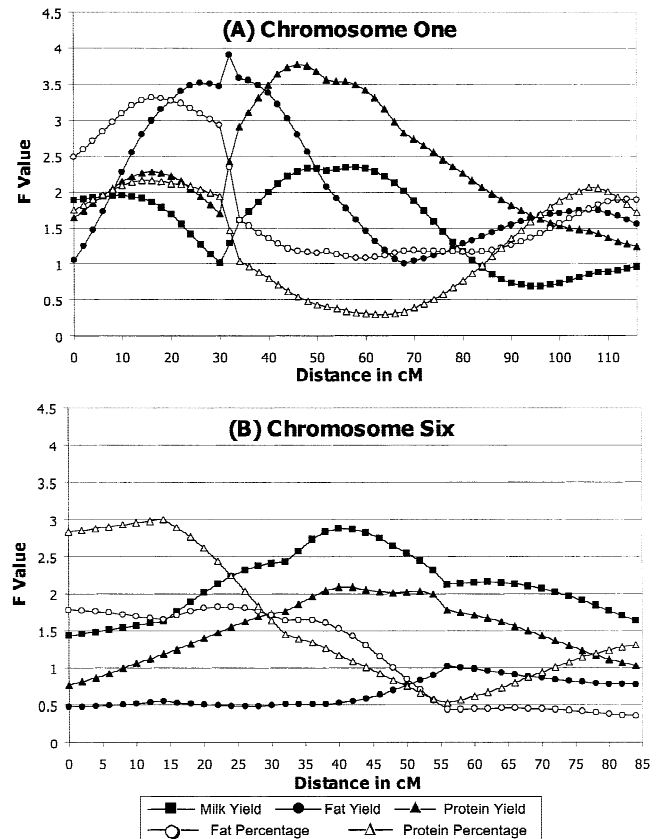 (A) Chromosome One
4.5
4
3.5
3
2.5
2
1.5
1
0.5
0
F Value
0 10 20 30 40 50 60 70 80 90 100 110
Distance in cM
(B) Chromosome Six
4.5
4
3.5
3
2.5
2
1.5
1
0.5
0
F Value
0 5 15 25 35 30 40 45 50 55 65 70 75 80 85
Distance in cM
Milk Yield Fat Yield Protein Yield
Fat Percentage Protein Percentage